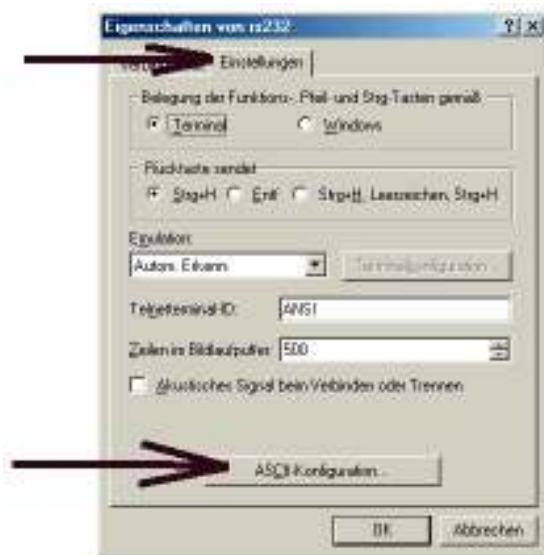 Eigenschaften von rs232
Einstellungen
Belegung der Funktions-, Pfeil- und Strg-Tasten gemäß
Terminal Windows
Rücktaste sendet
Strg+H Entf Strg+H, Leerzeichen, Strg+H
Emulation:
Autom. Erkenn Terminalkonfiguration...
Telnetterminal-ID: ANSI
Zeilen im Bildlaufpuffer: 500
Akustisches Signal beim Verbinden oder Trennen
ASCII-Konfiguration...
OK Abbrechen